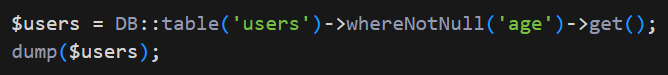 $users = DB::table('users')->whereNotNull('age')->get();
dump($users);